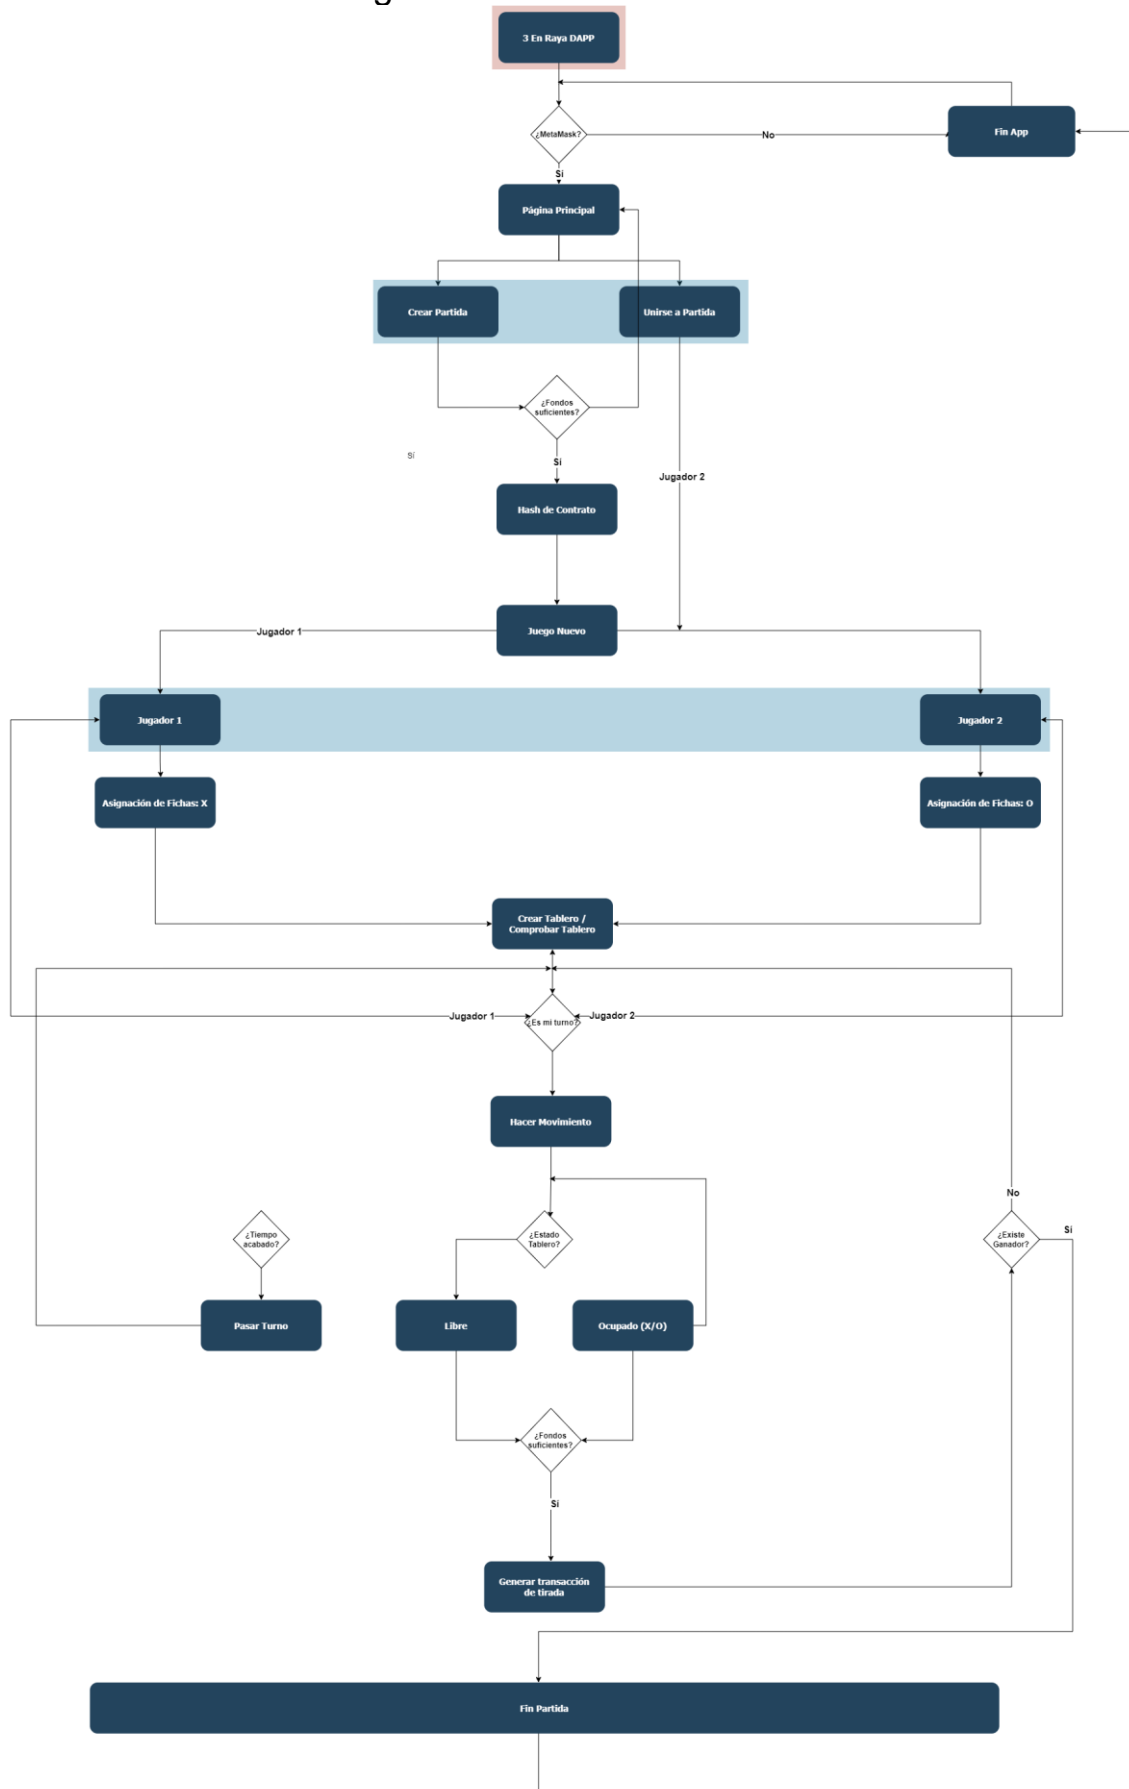 3 En Raya DAPP
¿MetaMask?
No
Fin App
Sí
Página Principal
Crear Partida
Unirse a Partida
¿Fondos
suficientes?
Sí
Sí
Jugador 2
Hash de Contrato
Jugador 1
Juego Nuevo
Jugador 1
Jugador 2
Asignación de Fichas: X
Asignación de Fichas: O
Crear Tablero /
Comprobar Tablero
Jugador 1
¿Es mi turno?
Jugador 2
Hacer Movimiento
No
Sí
¿Tiempo
acabado?
¿Estado
Tablero?
¿Existe
Ganador?
Pasar Turno
Libre
Ocupado (X/O)
¿Fondos
suficientes?
Sí
Generar transacción
de tirada
Fin Partida